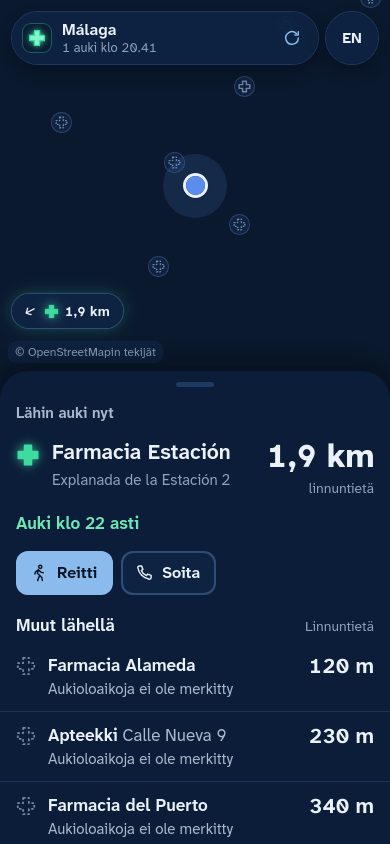 Málaga
1 auki klo 20.41
EN
1,9 km
© OpenStreetMapin tekijät
Lähin auki nyt
Farmacia Estación
1,9 km
Explanada de la Estación 2
linnuntietä
Auki klo 22 asti
Reitti
Soita
Muut lähellä
Linnuntietä
Farmacia Alameda
120 m
Aukioloaikoja ei ole merkitty
Apteekki Calle Nueva 9
230 m
Aukioloaikoja ei ole merkitty
Farmacia del Puerto
340 m
Aukioloaikoja ei ole merkitty